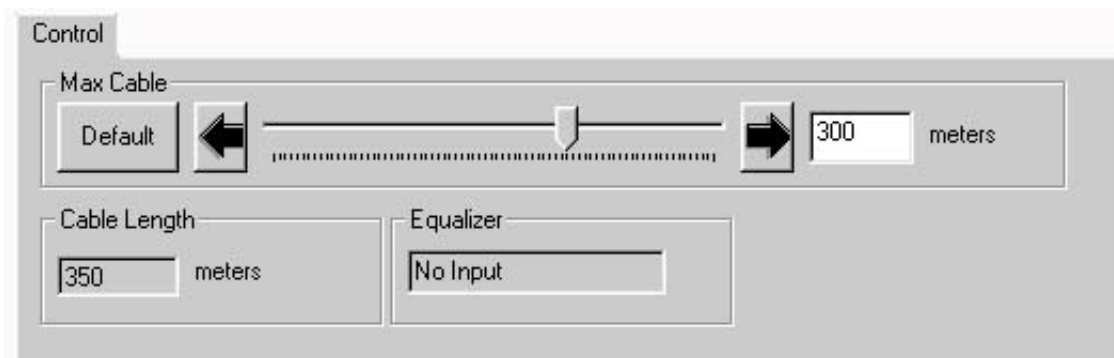 Control
Max Cable
Default
300 meters
Cable Length
350 meters
Equalizer
No Input